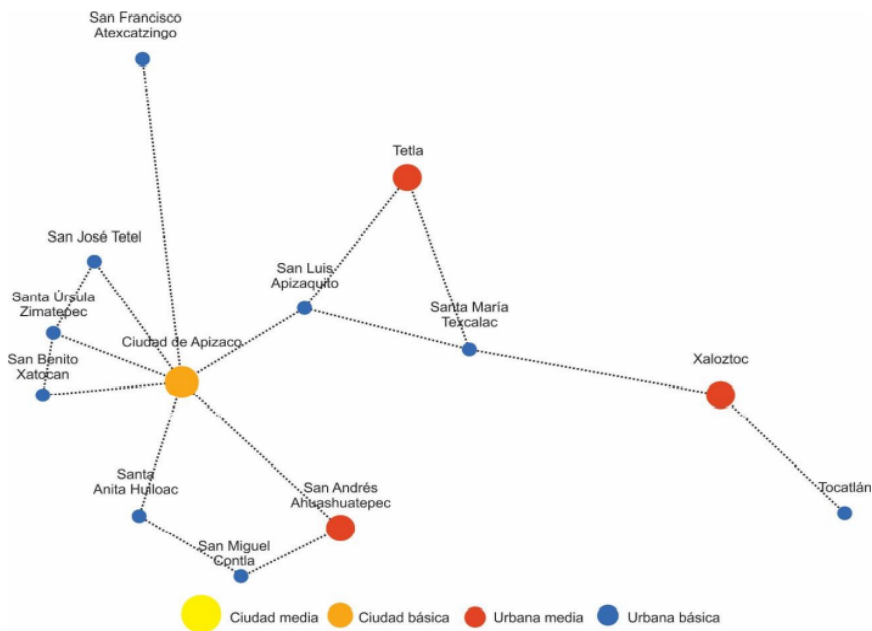 San Francisco
Atexcatzingo
Tetla
San José Tetel
San Luis
Apizaquito
Santa Úrsula
Zimatepec
Santa María
Texcalac
Ciudad de Apizaco
San Benito
Xatocan
Xaloztoc
Santa
Anita Huiloac
San Andrés
Ahuashuatepec
Tocatlán
San Miguel
Contla
Ciudad media
Ciudad básica
Urbana media
Urbana básica